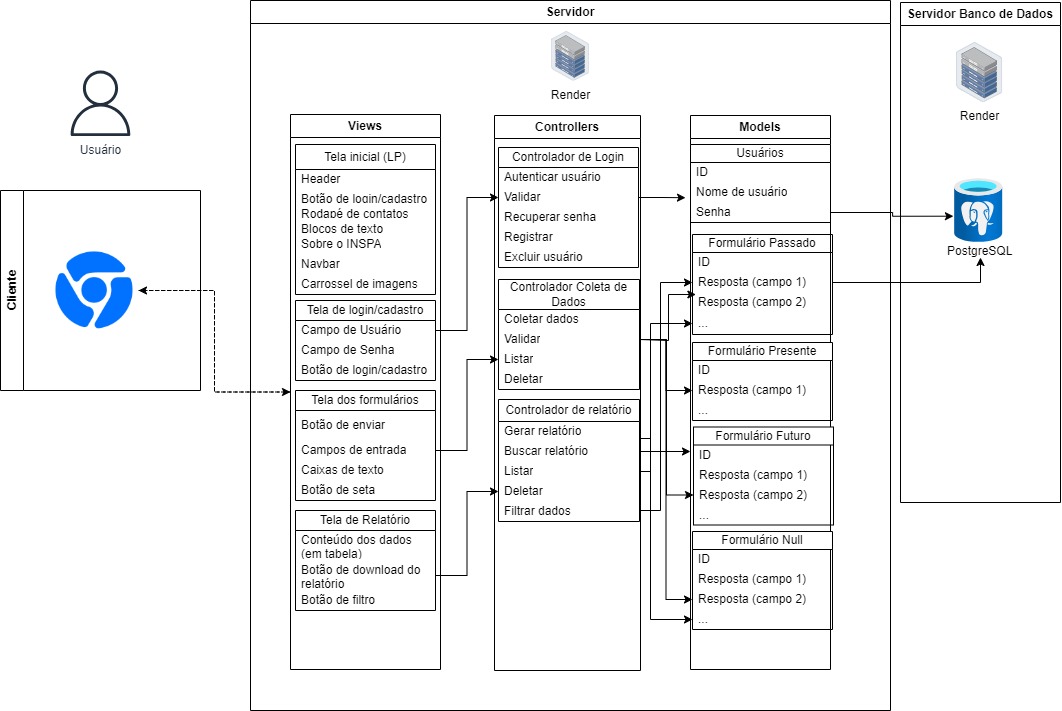 Servidor
Render
Servidor Banco de Dados
Render
PostgreSQL
Usuário
Cliente
Views
Tela inicial (LP)
Header
Botão de login/cadastro
Rodapé de contatos
Blocos de texto
Sobre o INSPA
Navbar
Carrossel de imagens
Tela de login/cadastro
Campo de Usuário
Campo de Senha
Botão de login/cadastro
Tela dos formulários
Botão de enviar
Campos de entrada
Caixas de texto
Botão de seta
Tela de Relatório
Conteúdo dos dados
(em tabela)
Botão de download do
relatório
Botão de filtro
Controllers
Controlador de Login
Autenticar usuário
Validar
Recuperar senha
Registrar
Excluir usuário
Controlador Coleta de
Dados
Coletar dados
Validar
Listar
Deletar
Controlador de relatório
Gerar relatório
Buscar relatório
Listar
Deletar
Filtrar dados
Models
Usuários
ID
Nome de usuário
Senha
Formulário Passado
ID
Resposta (campo 1)
Resposta (campo 2)
...
Formulário Presente
ID
Resposta (campo 1)
...
Formulário Futuro
ID
Resposta (campo 1)
Resposta (campo 2)
...
Formulário Null
ID
Resposta (campo 1)
Resposta (campo 2)
...